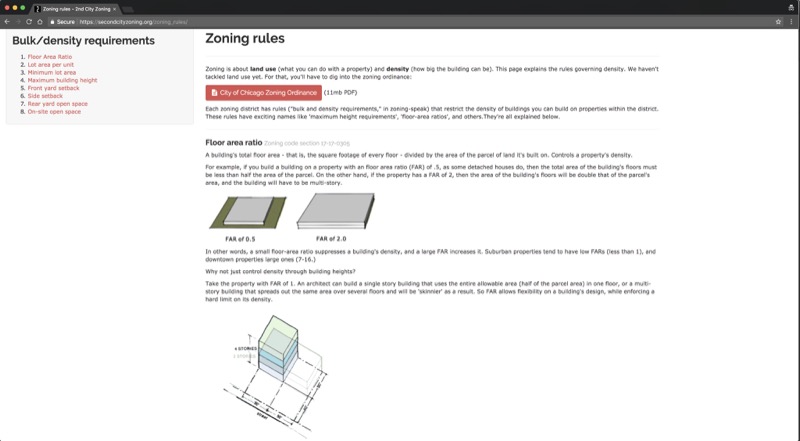 Zoning rules – 2nd City Zoning
Secure https://secondcityzoning.org/zoning_rules/
Bulk/density requirements
1. Floor Area Ratio
2. Lot area per unit
3. Minimum lot area
4. Maximum building height
5. Front yard setback
6. Side setback
7. Rear yard open space
8. On-site open space
Zoning rules
Zoning is about land use (what you can do with a property) and density (how big the building can be). This page explains the rules governing density. We haven't
tackled land use yet. For that, you'll have to dig into the zoning ordinance:
City of Chicago Zoning Ordinance (11mb PDF)
Each zoning district has rules ("bulk and density requirements," in zoning-speak) that restrict the density of buildings you can build on properties within the district.
These rules have exciting names like 'maximum height requirements', 'floor-area ratios', and others.They're all explained below.
Floor area ratio Zoning code section 17-17-0305
A building's total floor area - that is, the square footage of every floor - divided by the area of the parcel of land it's built on. Controls a property's density.
For example, if you build a building on a property with an floor area ratio (FAR) of .5, as some detached houses do, then the total area of the building's floors must
be less than half the area of the parcel. On the other hand, if the property has a FAR of 2, then the area of the building's floors will be double that of the parcel's
area, and the building will have to be multi-story.
FAR of 0.5
FAR of 2.0
In other words, a small floor-area ratio suppresses a building's density, and a large FAR increases it. Suburban properties tend to have low FARs (less than 1), and
downtown properties large ones (7-16.)
Why not just control density through building heights?
Take the property with FAR of 1. An architect can build a single story building that uses the entire allowable area (half of the parcel area) in one floor, or a multi-
story building that spreads out the same area over several floors and will be 'skinnier' as a result. So FAR allows flexibility on a building's design, while enforcing a
hard limit on its density.
4 STORIES
2 STORIES
STREET